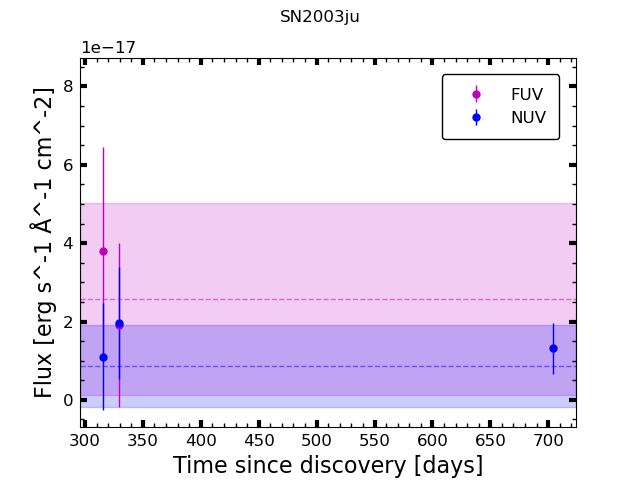 SN2003ju
1e−17
FUV
NUV
8
6
4
2
0
Flux [erg s^-1 Å^-1 cm^-2]
300 350 400 450 500 550 600 650 700
Time since discovery [days]